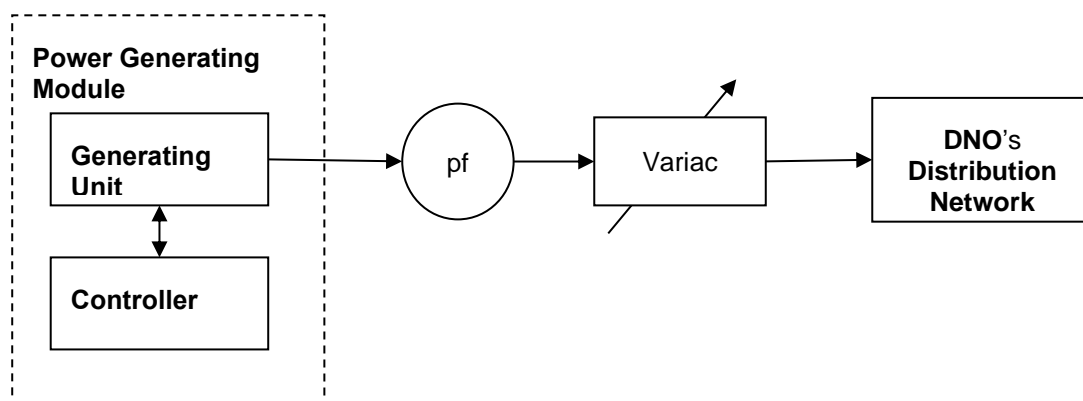 Power Generating
Module
Generating
Unit
Controller
pf
Variac
DNO's
Distribution
Network